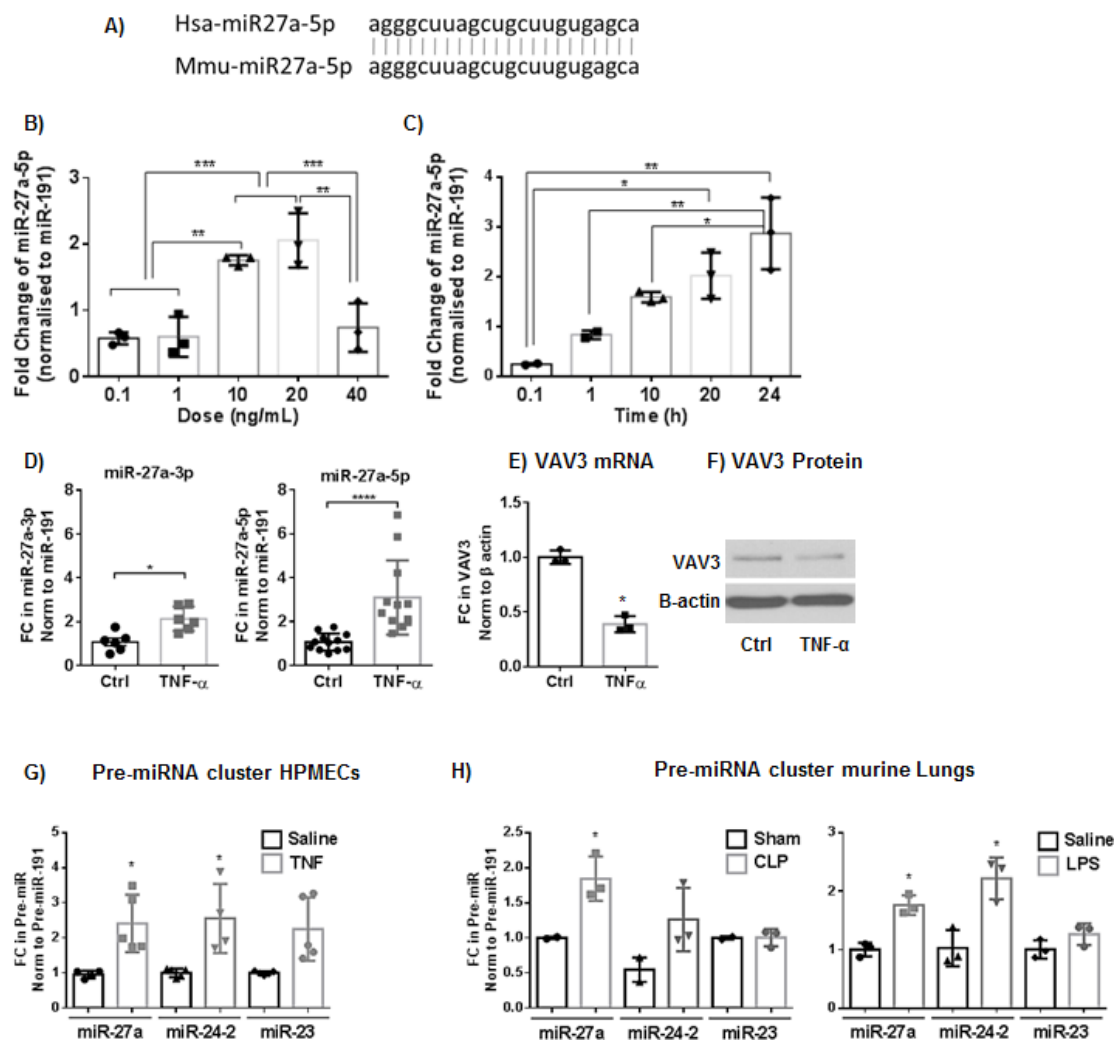 A)
Hsa-miR27a-5p agggcuuagcugcuugugagca
Mmu-miR27a-5p agggcuuagcugcuugugagca
B)
Fold Change of miR-27a-5p
(normalised to miR-191)
3
2
1
0
***
***
**
**
0.1 1 10 20 40
Dose (ng/mL)
C)
Fold Change of miR-27a-5p
(normalised to miR-191)
4
3
2
1
0
**
*
**
*
0.1 1 10 20 24
Time (h)
D)
miR-27a-3p
FC in miR-27a-3p
Norm to miR-191
8
6
4
2
0
*
Ctrl TNF-α
miR-27a-5p
FC in miR-27a-5p
Norm to miR-191
8
6
4
2
0
****
Ctrl TNF-α
E) VAV3 mRNA
FC in VAV3
Norm to β actin
1.5
1.0
0.5
0.0
*
Ctrl TNFα
F) VAV3 Protein
VAV3
B-actin
Ctrl TNF-α
G) Pre-miRNA cluster HPMECs
FC in Pre-miR
Norm to Pre-miR-191
5
4
3
2
1
0
Saline
TNF
* *
miR-27a miR-24-2 miR-23
H) Pre-miRNA cluster murine Lungs
FC in Pre-miR
Norm to Pre-miR-191
2.5
2.0
1.5
1.0
0.5
0.0
Sham
CLP
*
miR-27a miR-24-2 miR-23
3
2
1
0
Saline
LPS
* *
miR-27a miR-24-2 miR-23